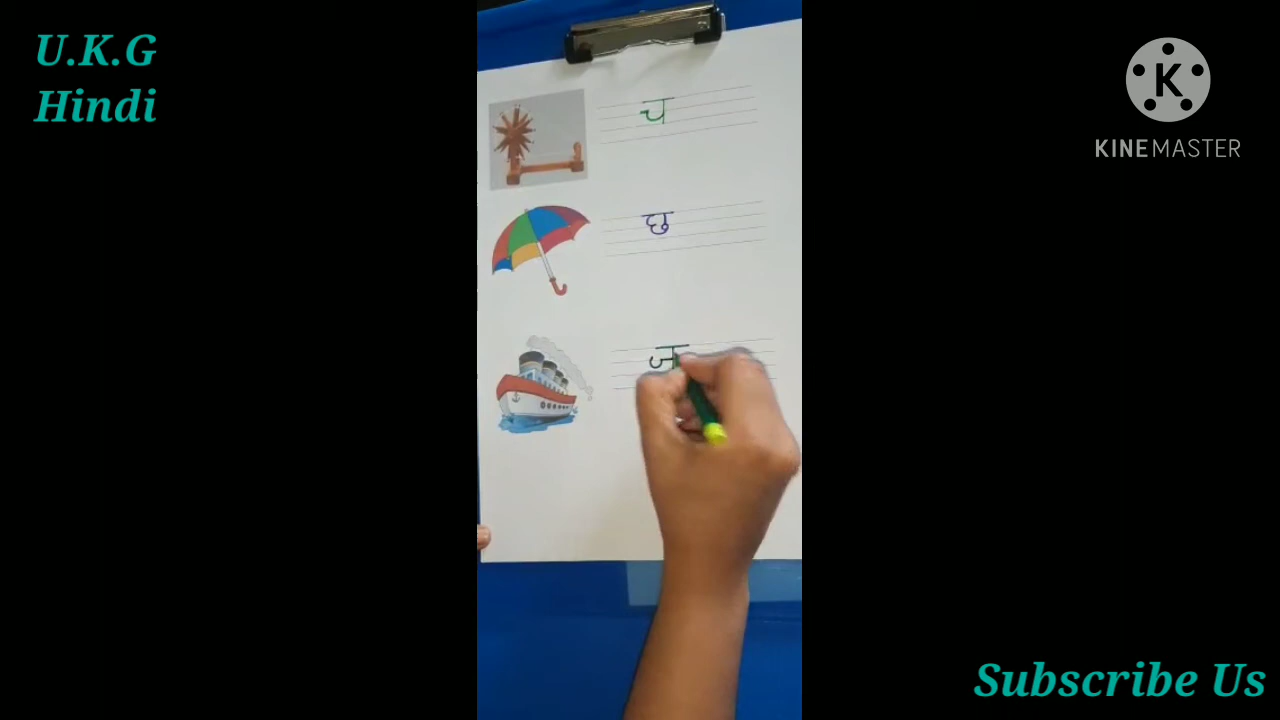 U.K.G
Hindi
K
KINEMASTER
च
छ
ज
Subscribe Us